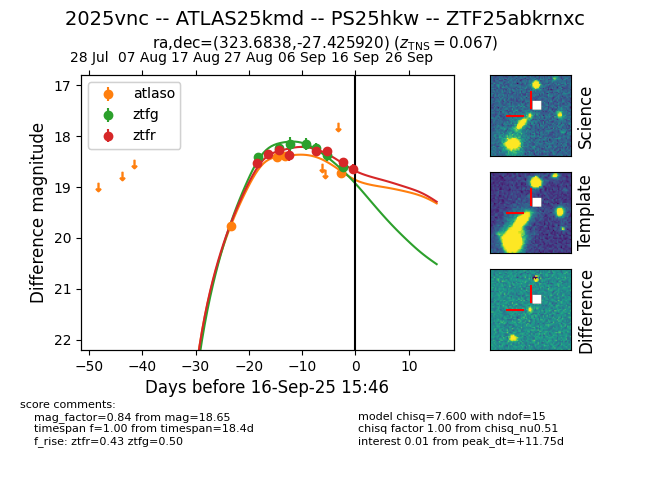 2025vnc -- ATLAS25kmd -- PS25hkw -- ZTF25abkrnxc
ra,dec=(323.6838,-27.425920) (z_TNS = 0.067)
28 Jul 07 Aug 17 Aug 27 Aug 06 Sep 16 Sep 26 Sep
atlaso
ztfg
ztfr
17
18
19
20
21
22
Difference magnitude
−50 −40 −30 −20 −10 0 10
Days before 16-Sep-25 15:46
Science
Template
Difference
score comments:
mag_factor=0.84 from mag=18.65
timespan f=1.00 from timespan=18.4d
f_rise: ztfr=0.43 ztfg=0.50
model chisq=7.600 with ndof=15
chisq factor 1.00 from chisq_nu0.51
interest 0.01 from peak_dt=+11.75d